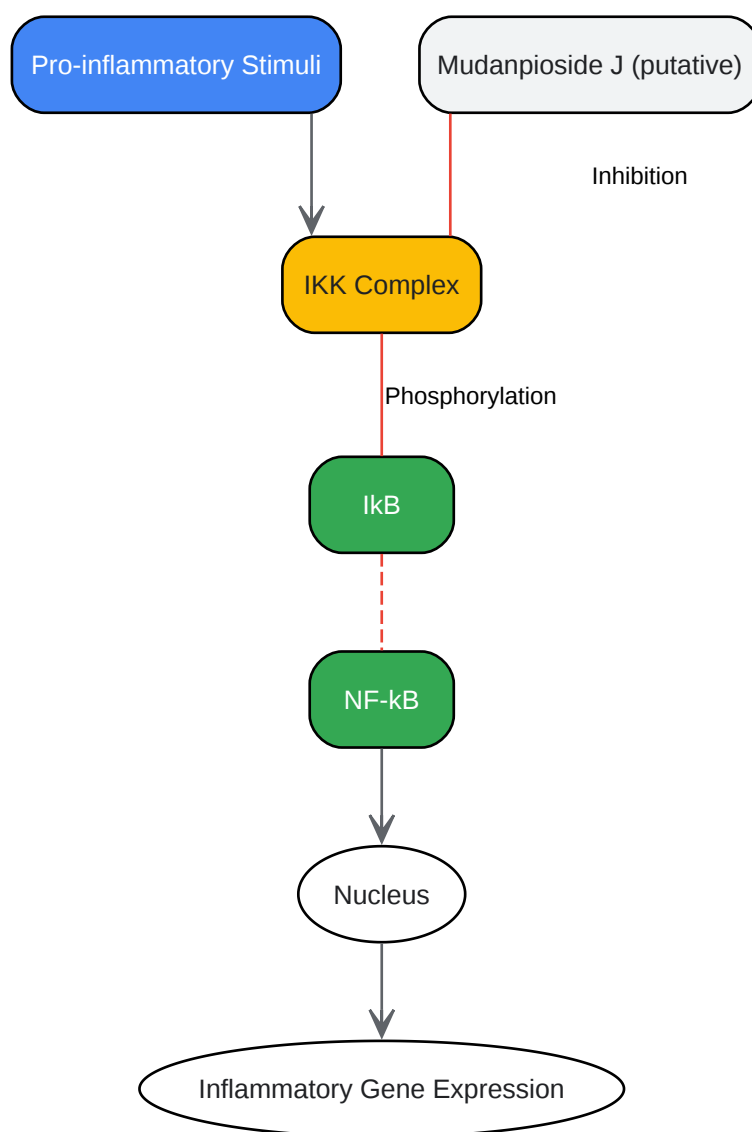 Pro-inflammatory Stimuli
Mudanpioside J (putative)
Inhibition
IKK Complex
Phosphorylation
IkB
NF-kB
Nucleus
Inflammatory Gene Expression